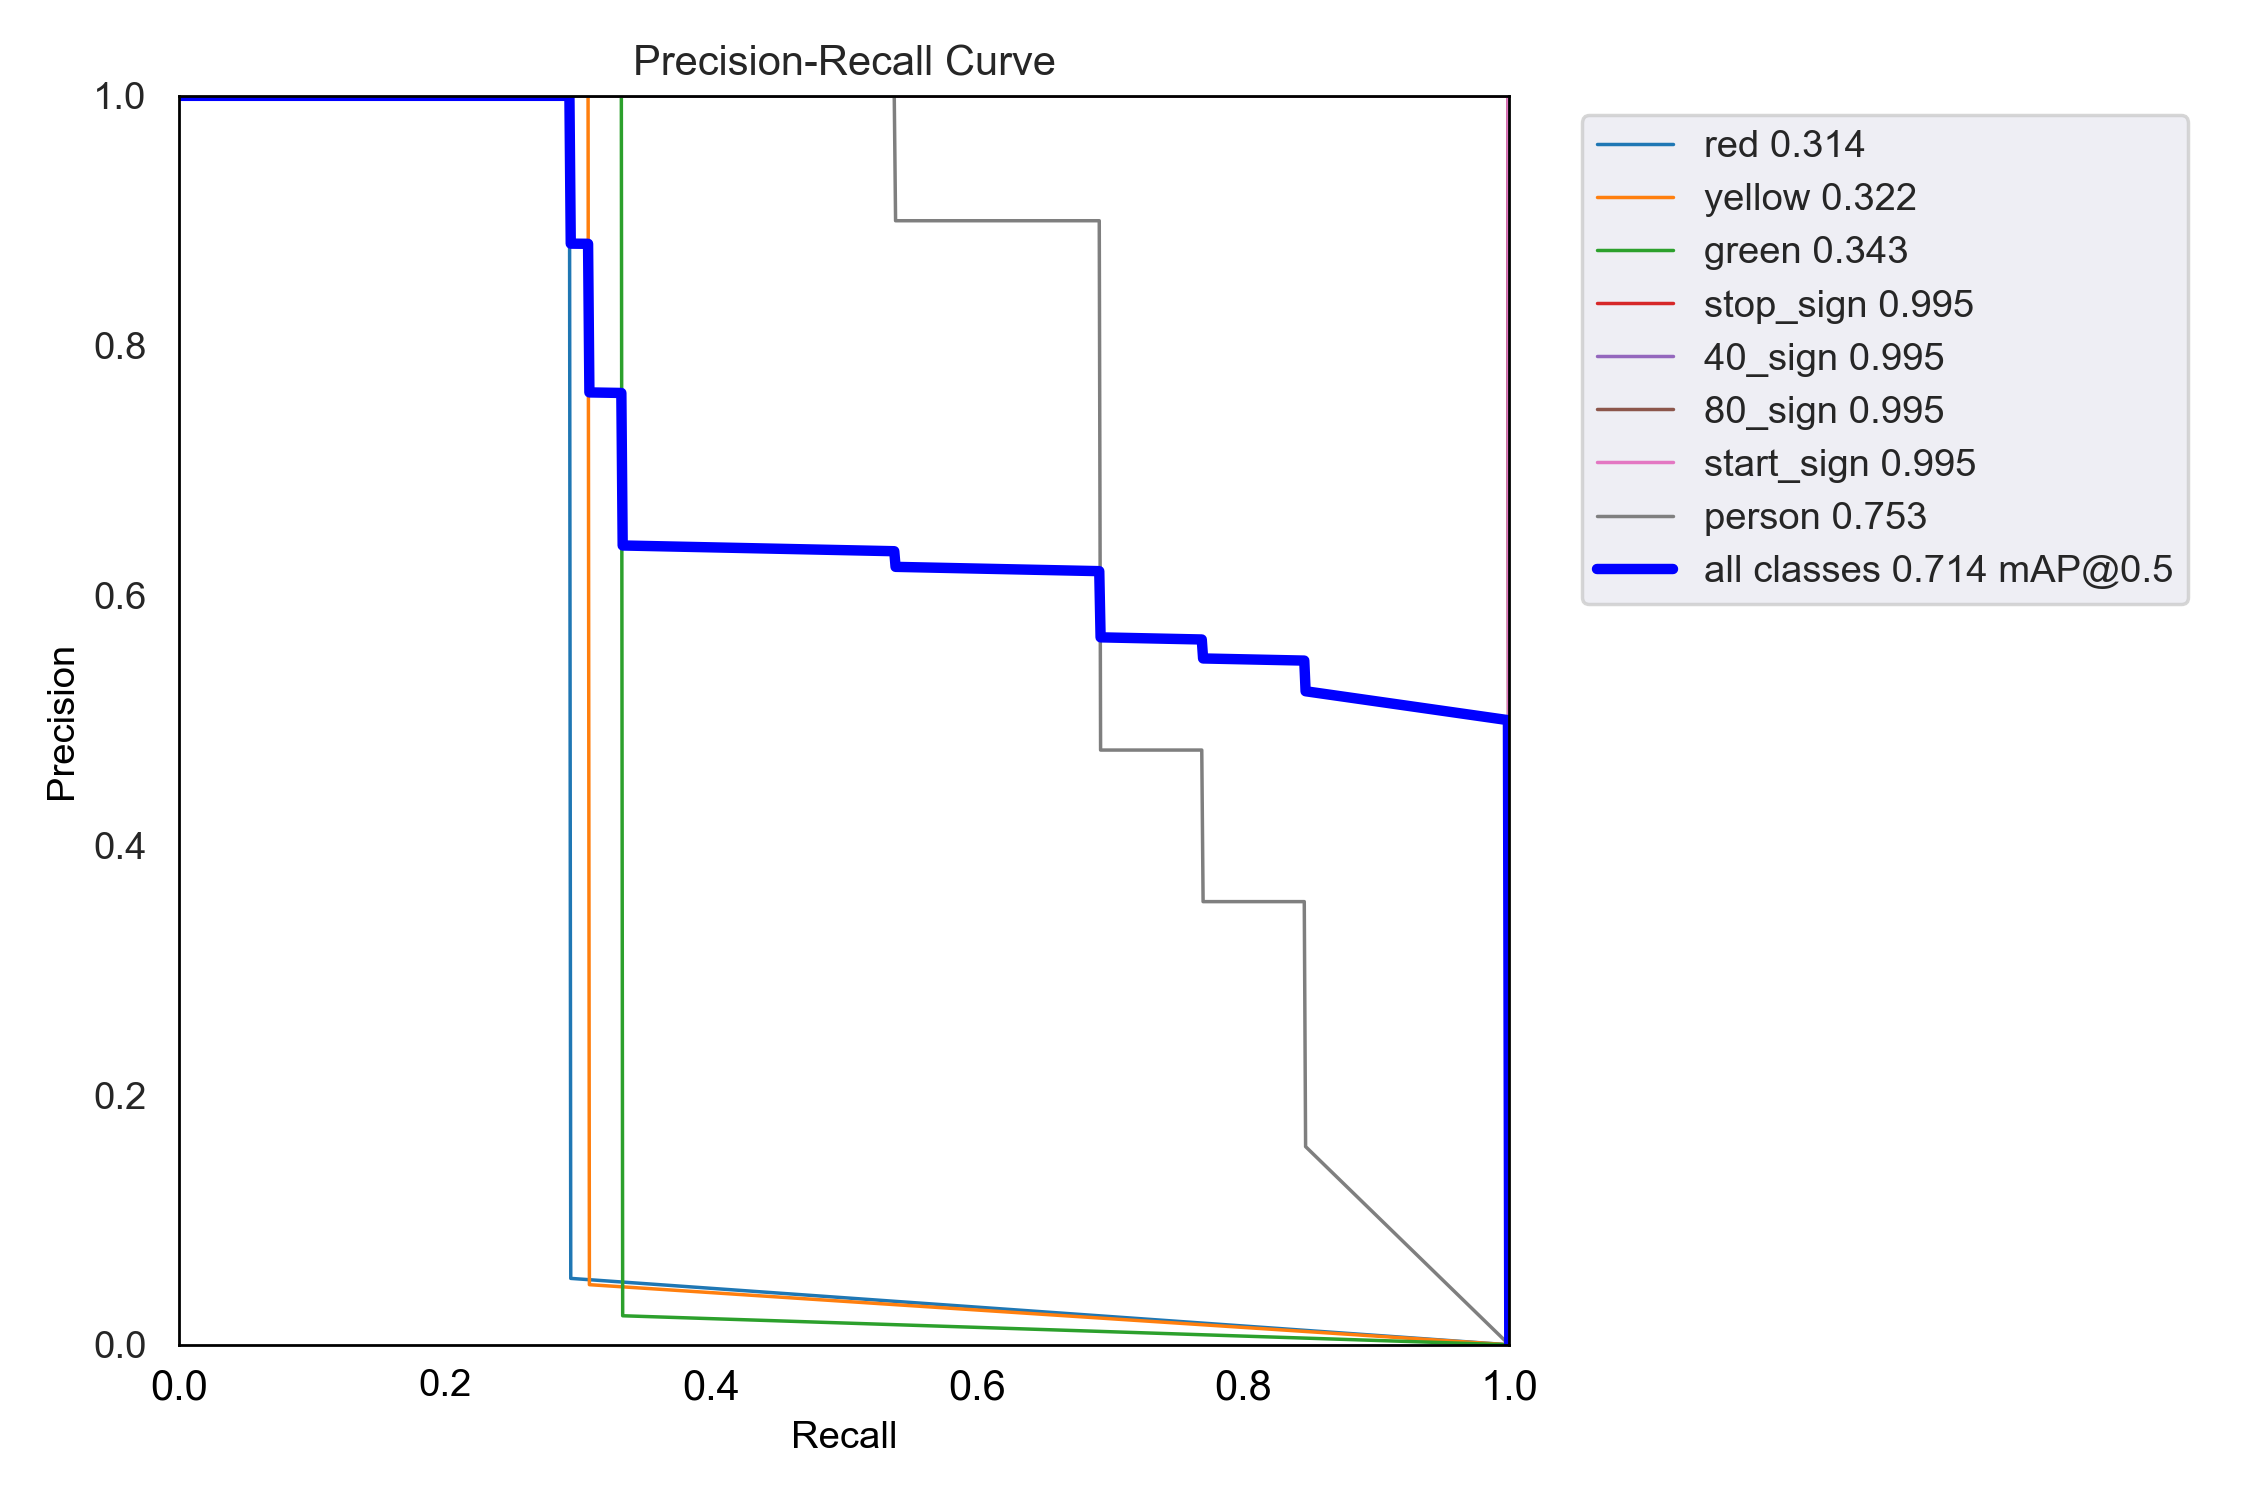 Precision-Recall Curve
1.0
0.8
0.6
0.4
0.2
0.0
Precision
0.0 0.2 0.4 0.6 0.8 1.0
Recall
red 0.314
yellow 0.322
green 0.343
stop_sign 0.995
40_sign 0.995
80_sign 0.995
start_sign 0.995
person 0.753
all classes 0.714 mAP@0.5